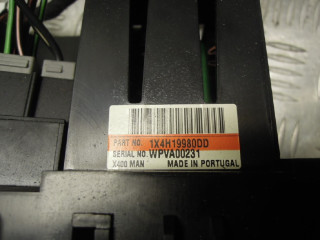 PART NO. 1X4H19980DD
SERIAL NO. WPVA00231
X400 MAN MADE IN PORTUGAL